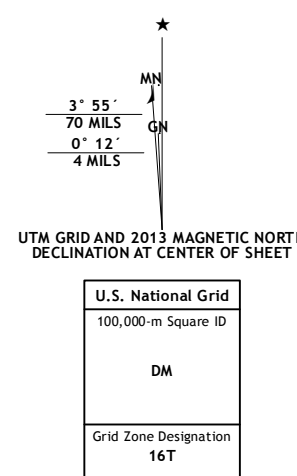 MN
3° 55´
70 MILS
GN
0° 12´
4 MILS
UTM GRID AND 2013 MAGNETIC NORTH
DECLINATION AT CENTER OF SHEET
U.S. National Grid
100,000-m Square ID
DM
Grid Zone Designation
16T